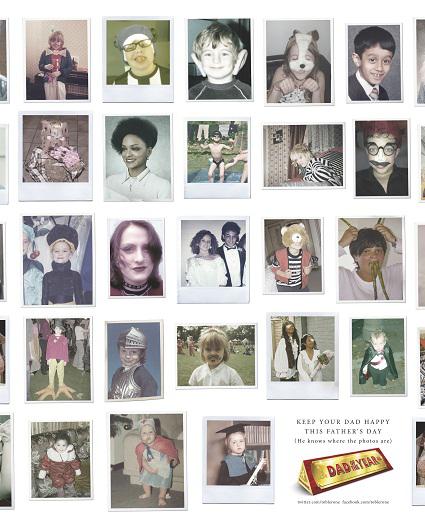 KEEP YOUR DAD HAPPY
THIS FATHER'S DAY
(He knows where the photos are)
DAD OF THE YEAR
twitter.com/toblerone facebook.com/toblerone